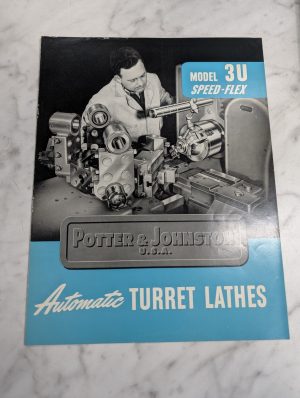 MODEL 3U
SPEED-FLEX
POTTER & JOHNSTON
U.S.A.
Automatic TURRET LATHES